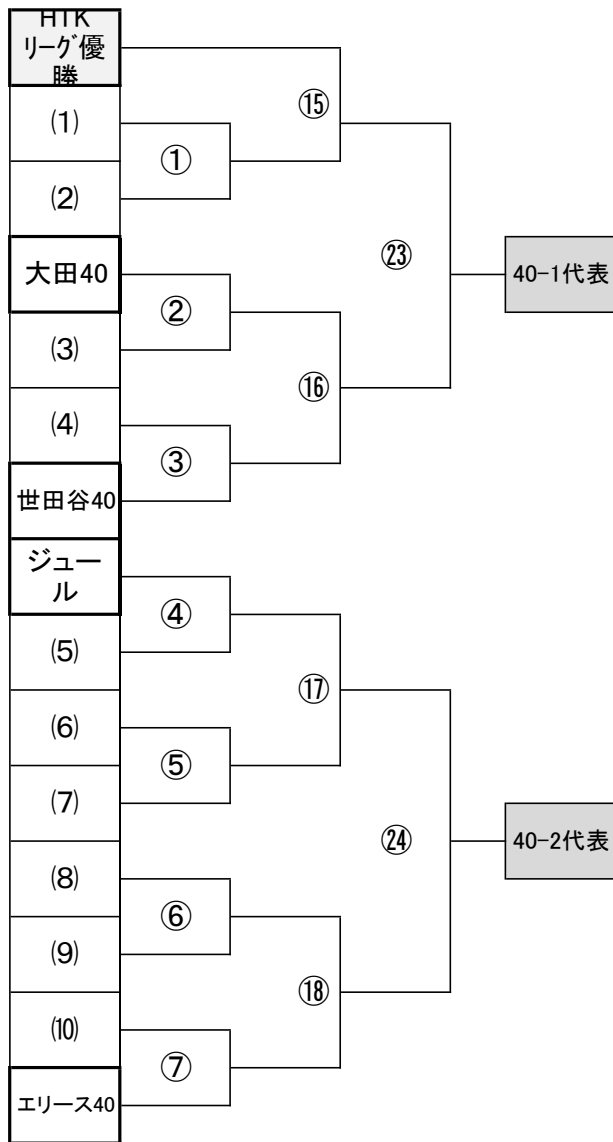 HTK
リーグ優
勝
⑴
⑮
①
⑵
㉓
大田40
40-1代表
②
⑶
⑯
⑷
③
世田谷40
ジュー
ル
④
⑸
⑰
⑹
⑤
⑺
㉔
40-2代表
⑻
⑥
⑼
⑱
⑽
⑦
エリース40